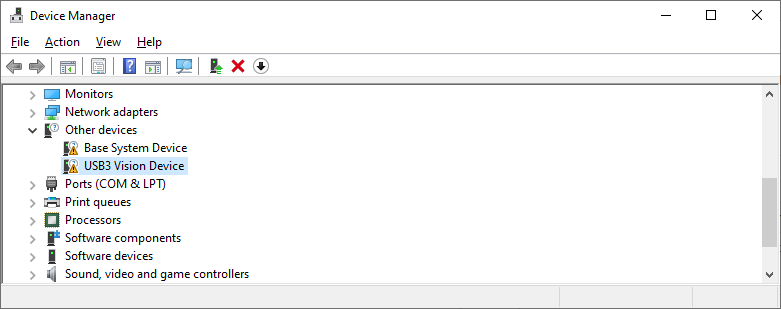 Device Manager
File Action View Help
Monitors
Network adapters
Other devices
Base System Device
USB3 Vision Device
Ports (COM & LPT)
Print queues
Processors
Software components
Software devices
Sound, video and game controllers